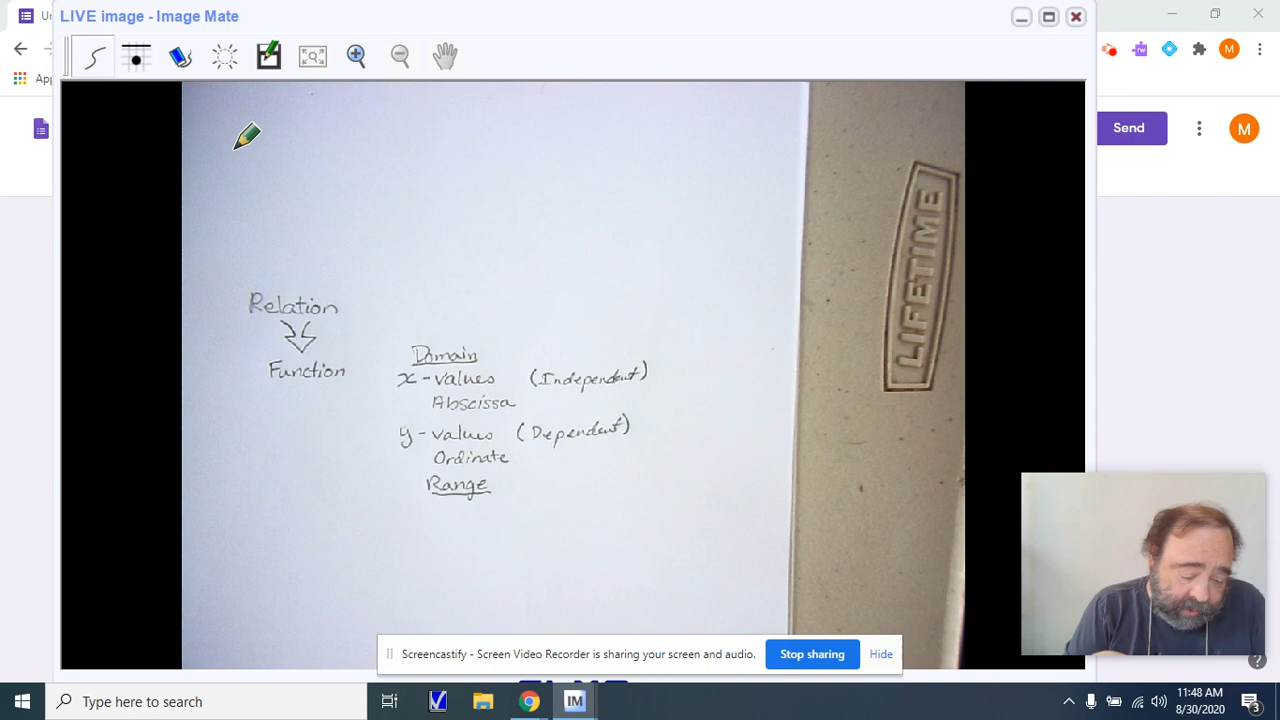 LIVE image - Image Mate
Send
M
M
LIFETIME
Relation
Function
Domain
x - values (Independent)
Abscissa
y - values (Dependent)
Ordinate
Range
Screencastify - Screen Video Recorder is sharing your screen and audio.
Stop sharing
Hide
Type here to search
IM
11:48 AM
8/30/2020
3